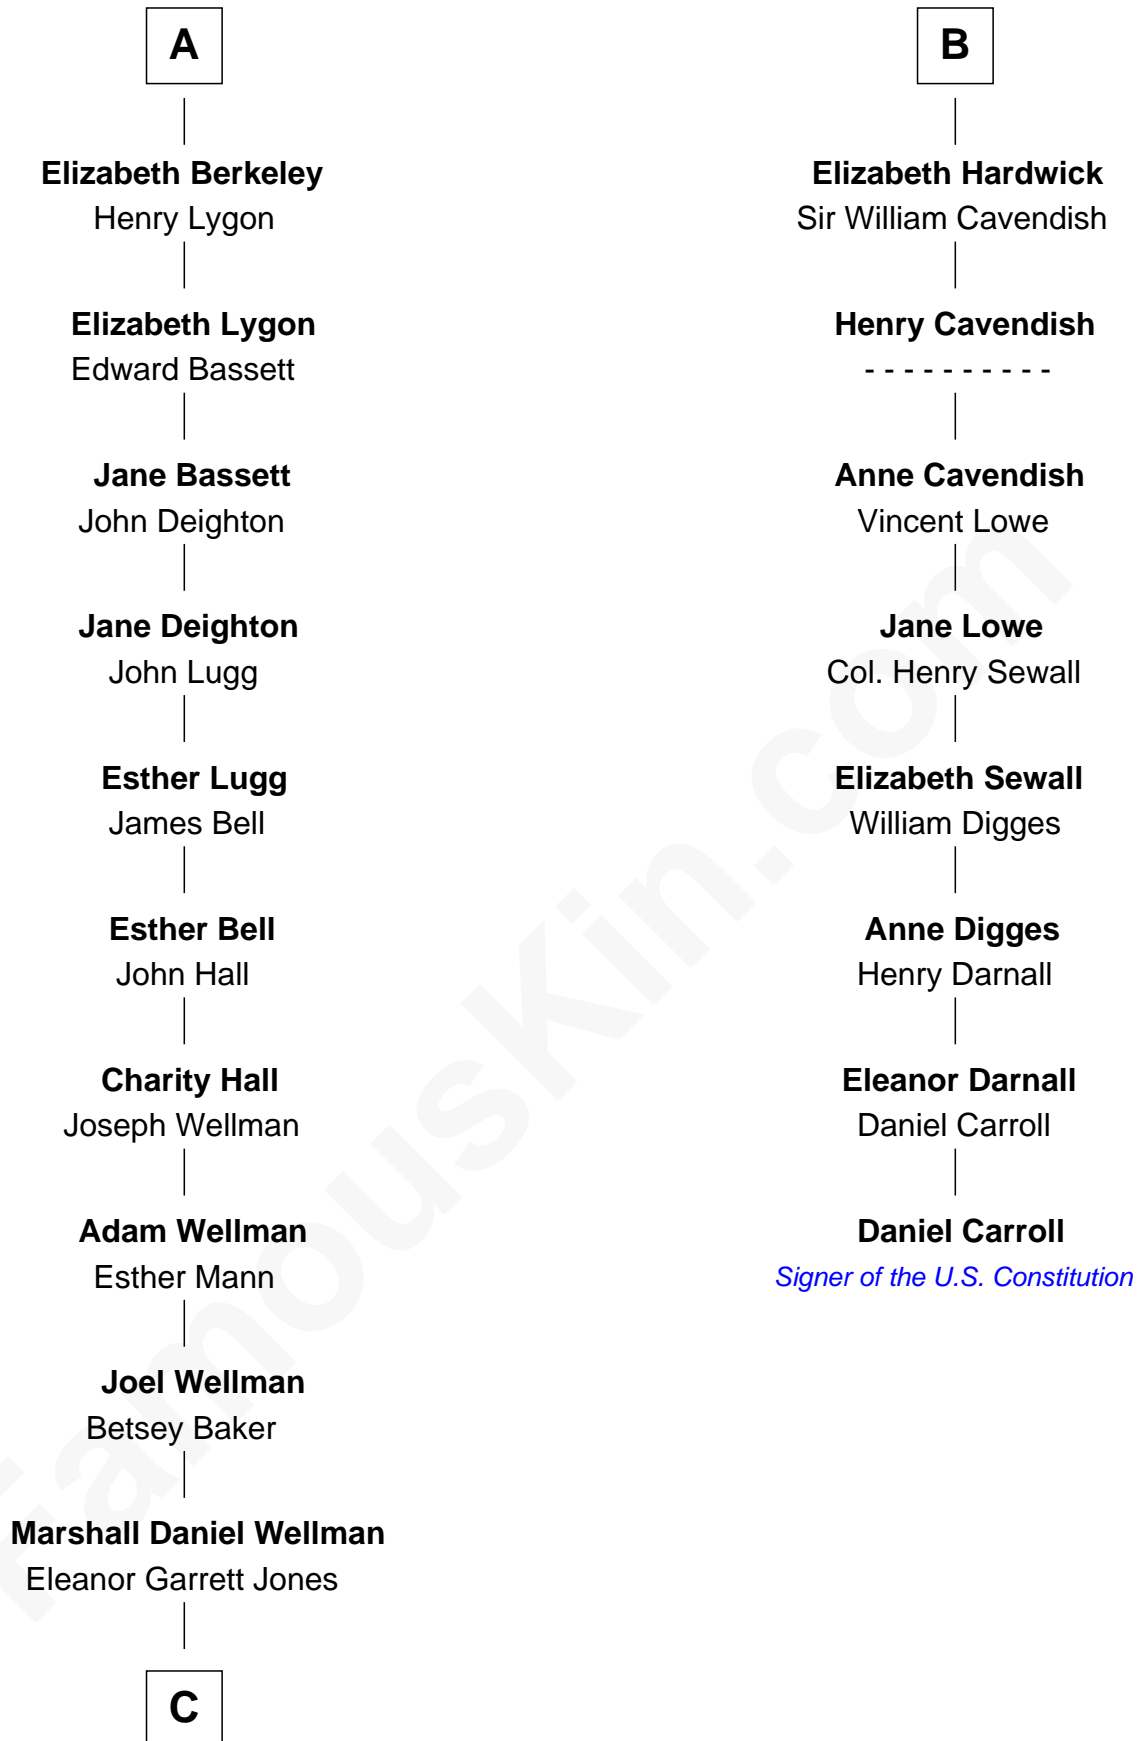 A
Elizabeth Berkeley
Henry Lygon
Elizabeth Lygon
Edward Bassett
Jane Bassett
John Deighton
Jane Deighton
John Lugg
Esther Lugg
James Bell
Esther Bell
John Hall
Charity Hall
Joseph Wellman
Adam Wellman
Esther Mann
Joel Wellman
Betsey Baker
Marshall Daniel Wellman
Eleanor Garrett Jones
C
B
Elizabeth Hardwick
Sir William Cavendish
Henry Cavendish
- - - - - - - - - -
Anne Cavendish
Vincent Lowe
Jane Lowe
Col. Henry Sewall
Elizabeth Sewall
William Digges
Anne Digges
Henry Darnall
Eleanor Darnall
Daniel Carroll
Daniel Carroll
Signer of the U.S. Constitution
FamousKin.com